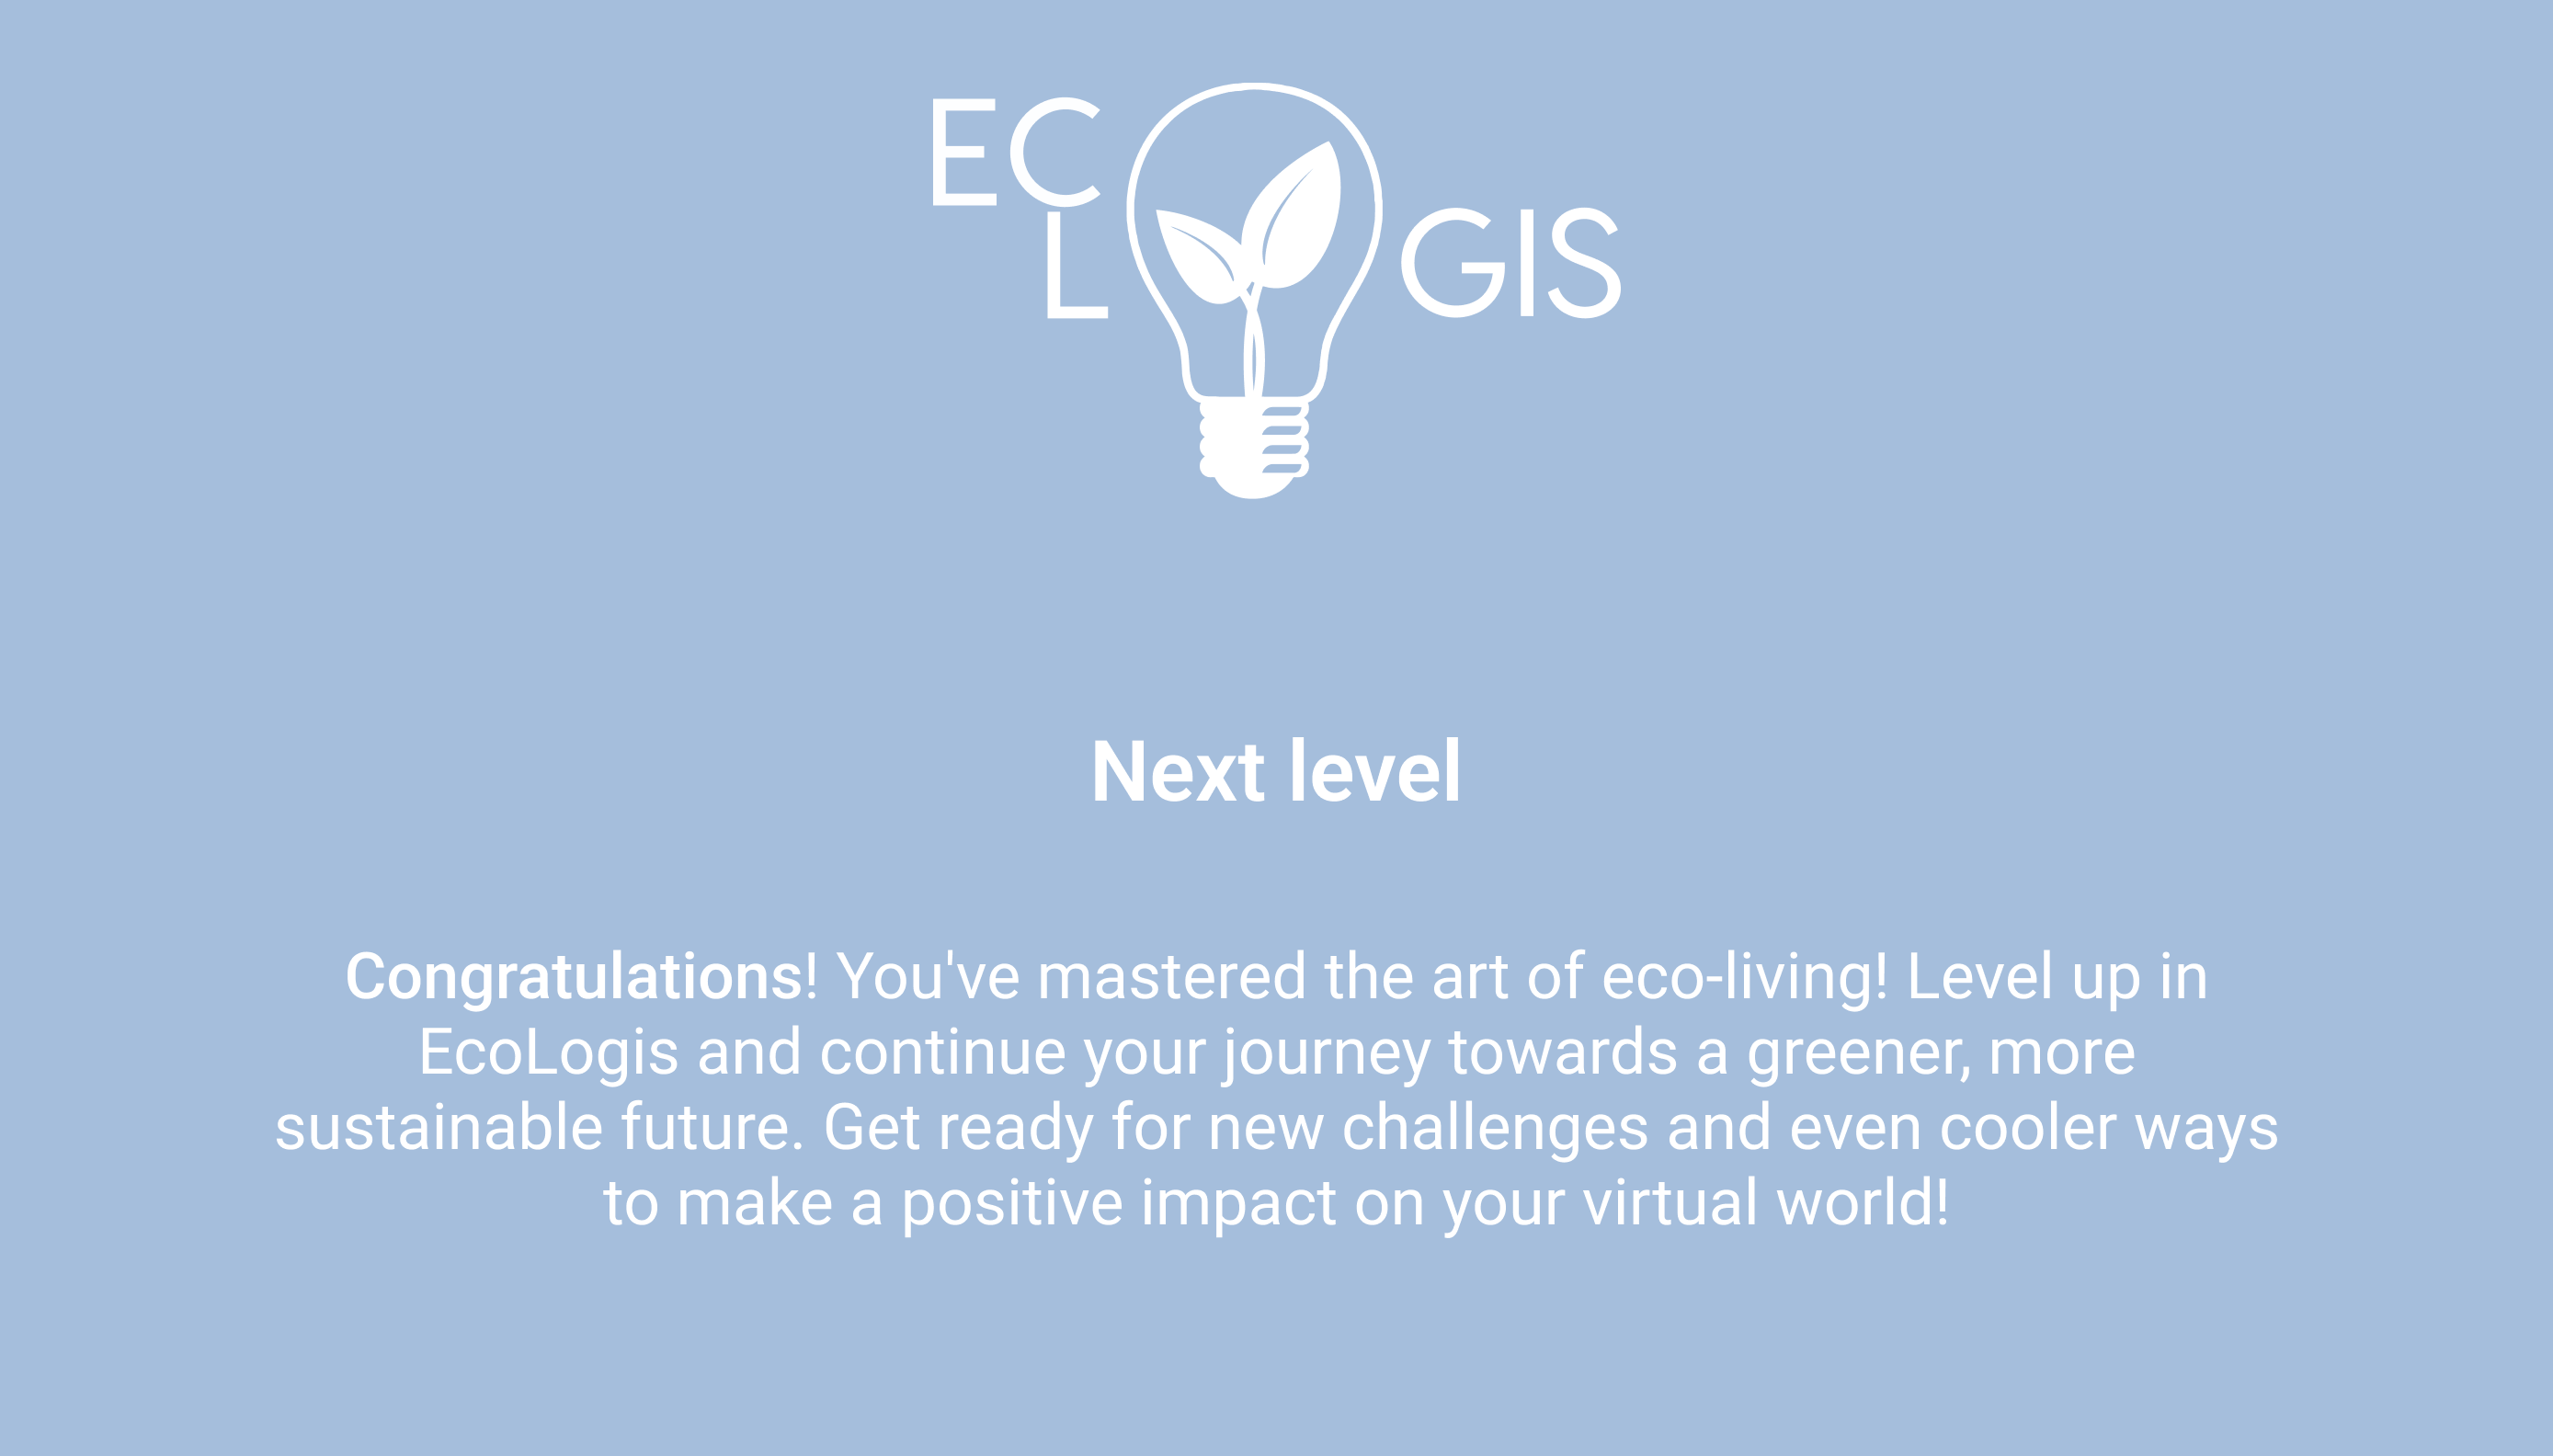 EC
L GIS
Next level
Congratulations! You've mastered the art of eco-living! Level up in
EcoLogis and continue your journey towards a greener, more
sustainable future. Get ready for new challenges and even cooler ways
to make a positive impact on your virtual world!